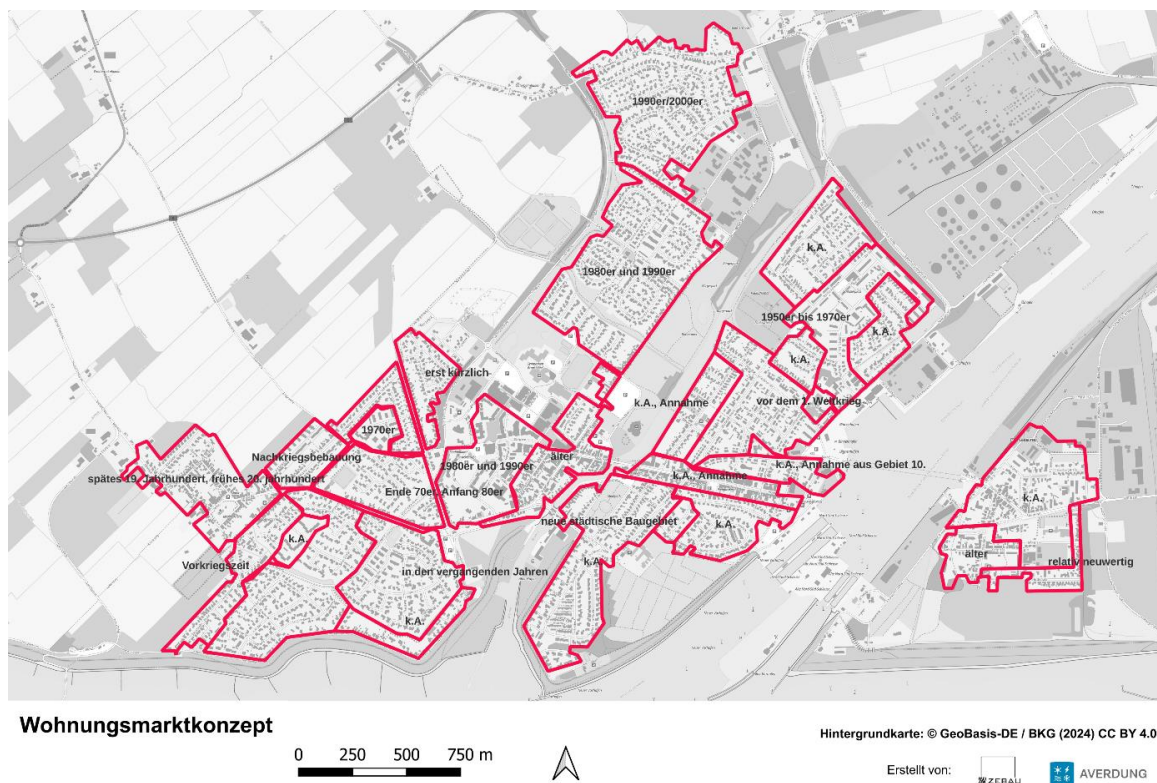 1990er/2000er
1980er und 1990er
k.A.
1950er bis 1970er
k.A.
k.A.
erst kürzlich
k.A., Annahme
vor dem 1. Weltkrieg
1970er
Nachkriegsbebauung
1980er und 1990er
älter
k.A., Annahme aus Gebiet 10.
spätes 19. Jahrhundert, frühes 20. Jahrhundert
k.A., Annahme
Ende 70er, Anfang 80er
k.A.
neue städtische Baugebiet
k.A.
k.A.
älter
Vorkriegszeit
k.A.
relativ neuwertig
in den vergangenden Jahren
k.A.
Wohnungsmarktkonzept
0 250 500 750 m
Hintergrundkarte: © GeoBasis-DE / BKG (2024) CC BY 4.0
Erstellt von:
ZEBAU
AVERDUNG